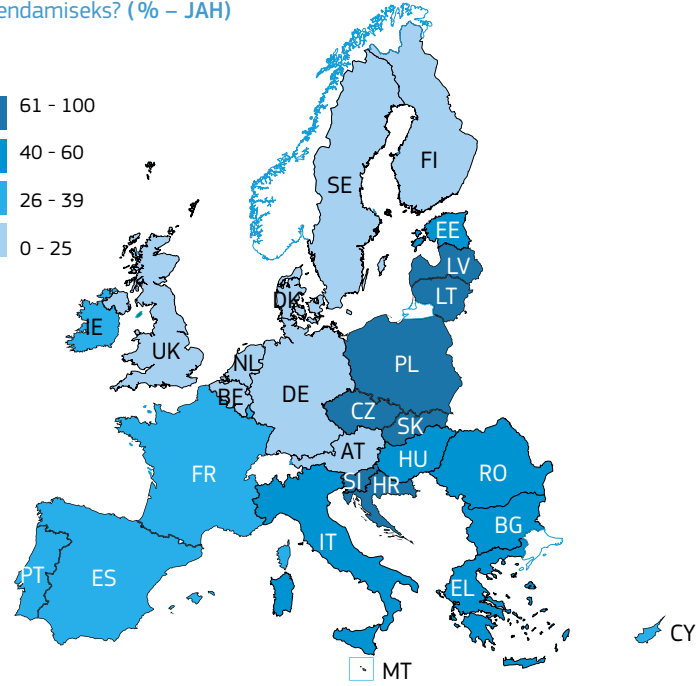 endamiseks? (% – JAH)
61 - 100
40 - 60
26 - 39
0 - 25
SE
FI
EE
LV
LT
DK
IE
UK
NL
BE
DE
PL
CZ
SK
AT
HU
RO
SI
HR
FR
IT
BG
PT
ES
EL
CY
MT